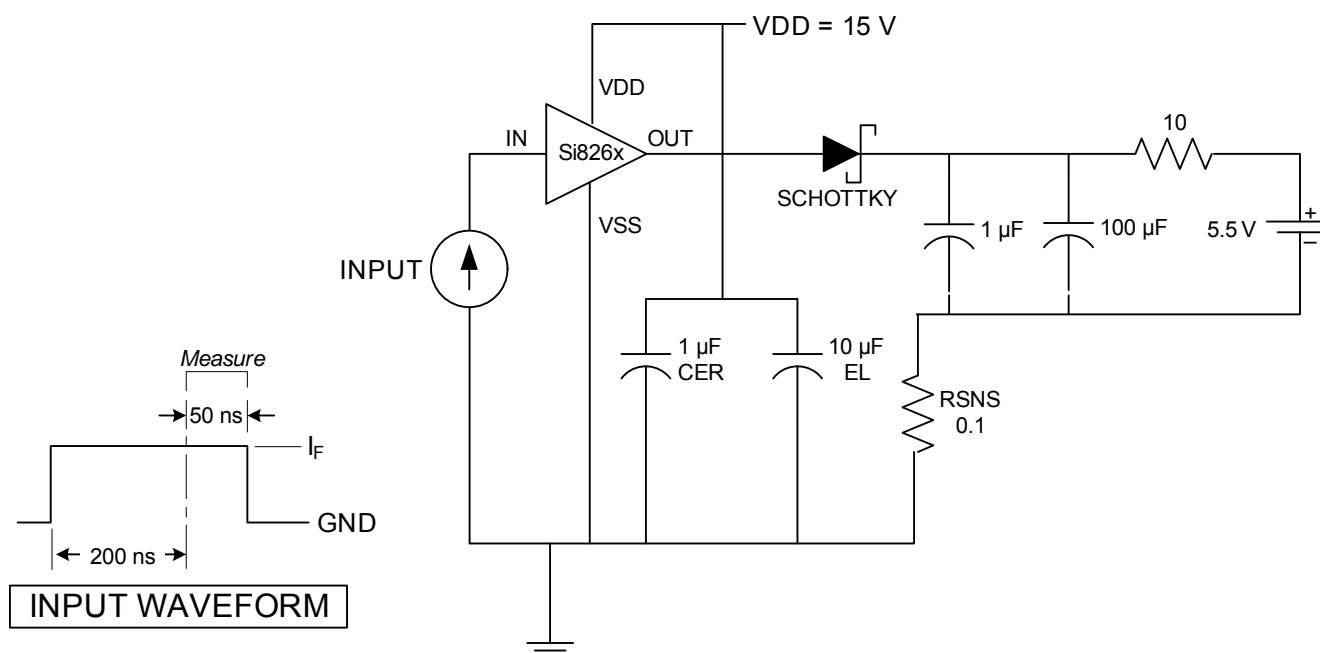 VDD = 15 V
VDD
10
IN
OUT
Si826x
SCHOTTKY
VSS
1 µF
100 µF
5.5 V
+
–
INPUT
1 µF
CER
10 µF
EL
RSNS
0.1
Measure
50 ns
IF
GND
200 ns
INPUT WAVEFORM